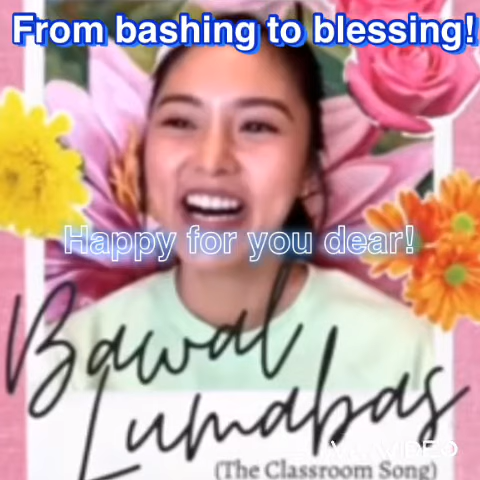 From bashing to blessing!
Happy for you dear!
Bawal
Lumabas
(The Classroom Song)